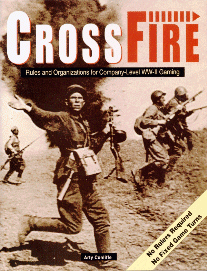 CROSSFIRE
Rules and Organizations for Company-Level WW-II Gaming
No Rulers Required
No Fixed Game Turns
Arty Conliffe